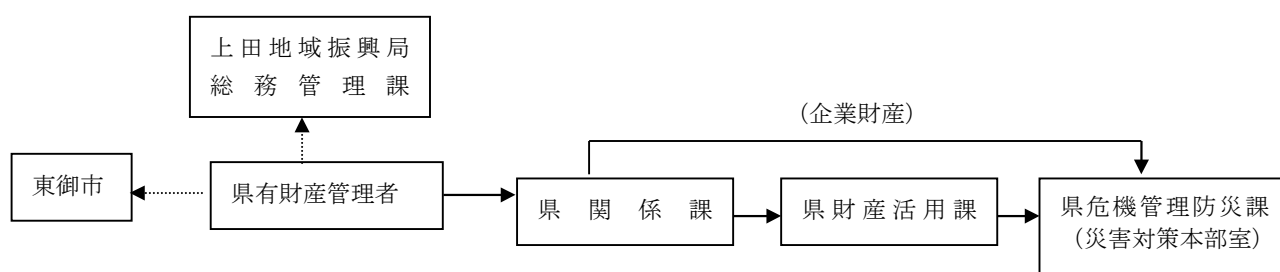 上田地域振興局
総務管理課
（企業財産）
東御市
県有財産管理者
県関係課
県財産活用課
県危機管理防災課
（災害対策本部室）